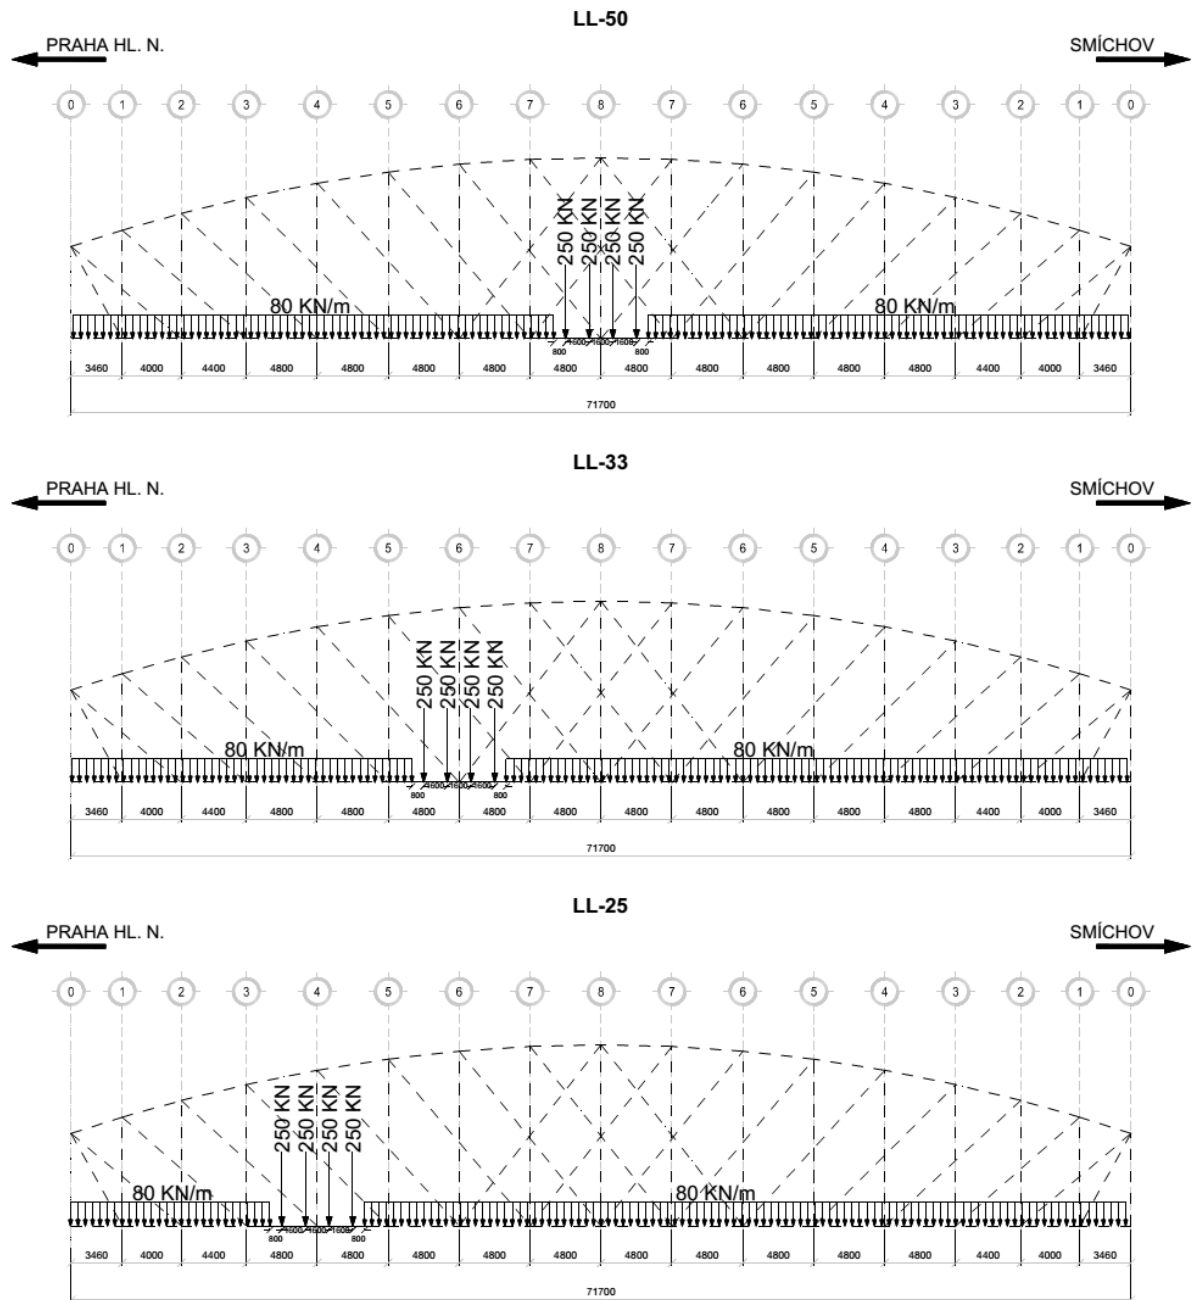 LL-50
PRAHA HL. N. SMÍCHOV
0 1 2 3 4 5 6 7 8 7 6 5 4 3 2 1 0
250 KN 250 KN 250 KN 250 KN
80 KN/m 80 KN/m
800 1600 1600 1600 800
3460 4000 4400 4800 4800 4800 4800 4800 4800 4800 4800 4800 4800 4400 4000 3460
71700
LL-33
PRAHA HL. N. SMÍCHOV
0 1 2 3 4 5 6 7 8 7 6 5 4 3 2 1 0
250 KN 250 KN 250 KN 250 KN
80 KN/m 80 KN/m
800 1600 1600 1600 800
3460 4000 4400 4800 4800 4800 4800 4800 4800 4800 4800 4800 4800 4400 4000 3460
71700
LL-25
PRAHA HL. N. SMÍCHOV
0 1 2 3 4 5 6 7 8 7 6 5 4 3 2 1 0
250 KN 250 KN 250 KN 250 KN
80 KN/m 80 KN/m
800 1600 1600 1600 800
3460 4000 4400 4800 4800 4800 4800 4800 4800 4800 4800 4800 4800 4400 4000 3460
71700